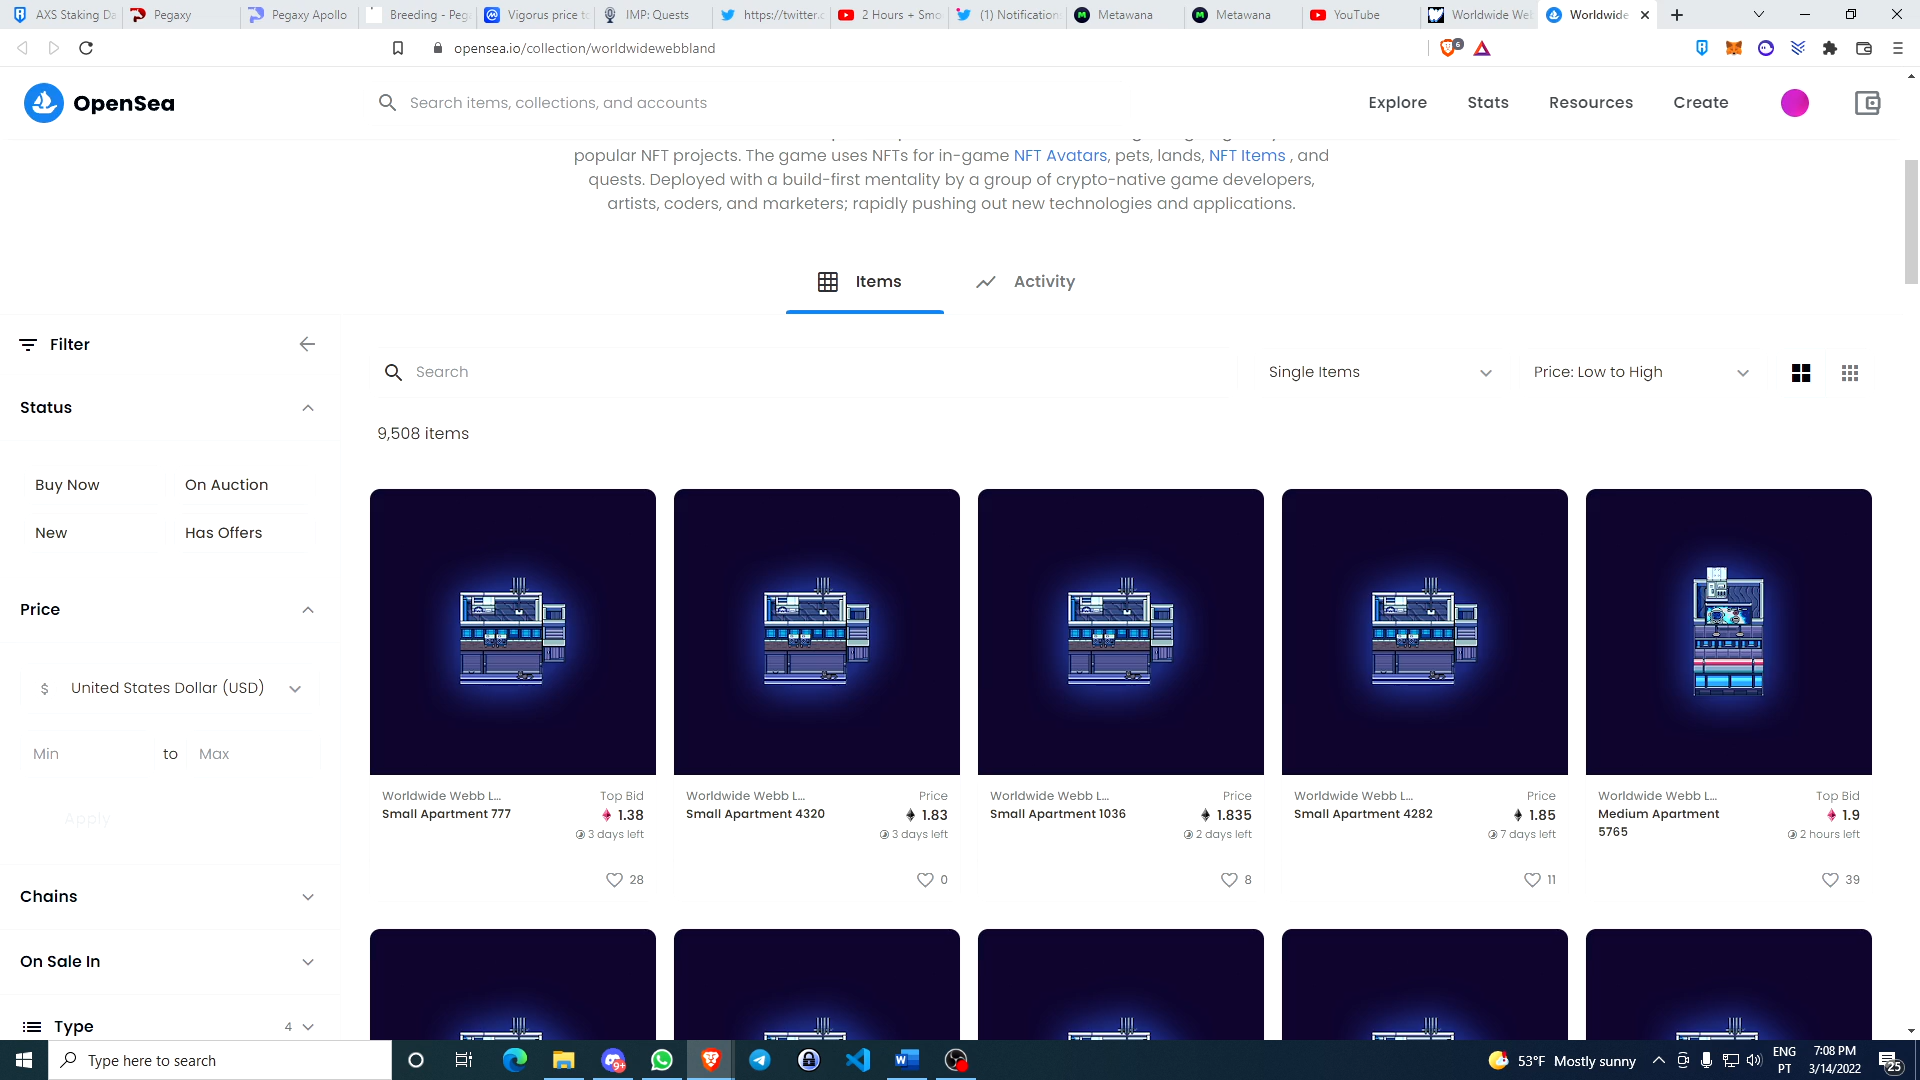 AXS Staking Da
Pegaxy
Pegaxy Apollo
Breeding - Peg
Vigorus price to
IMP: Quests
https://twitter.c
2 Hours + Smo
(1) Notification
Metawana
Metawana
YouTube
Worldwide Web
Worldwide
opensea.io/collection/worldwidewebbland
6
OpenSea
Search items, collections, and accounts
Explore
Stats
Resources
Create
popular NFT projects. The game uses NFTs for in-game NFT Avatars, pets, lands, NFT Items , and
quests. Deployed with a build-first mentality by a group of crypto-native game developers,
artists, coders, and marketers; rapidly pushing out new technologies and applications.
Items
Activity
Filter
Search
Single Items
Price: Low to High
Status
9,508 items
Buy Now
On Auction
New
Has Offers
Price
$ United States Dollar (USD)
Min to Max
Apply
Chains
On Sale In
Type 4
Worldwide Webb L... Top Bid
Small Apartment 777 1.38
3 days left
28
Worldwide Webb L... Price
Small Apartment 4320 1.83
3 days left
0
Worldwide Webb L... Price
Small Apartment 1036 1.835
2 days left
8
Worldwide Webb L... Price
Small Apartment 4282 1.85
7 days left
11
Worldwide Webb L... Top Bid
Medium Apartment 1.9
5765 2 hours left
39
Type here to search
9+
53°F Mostly sunny
ENG
PT
7:08 PM
3/14/2022
25